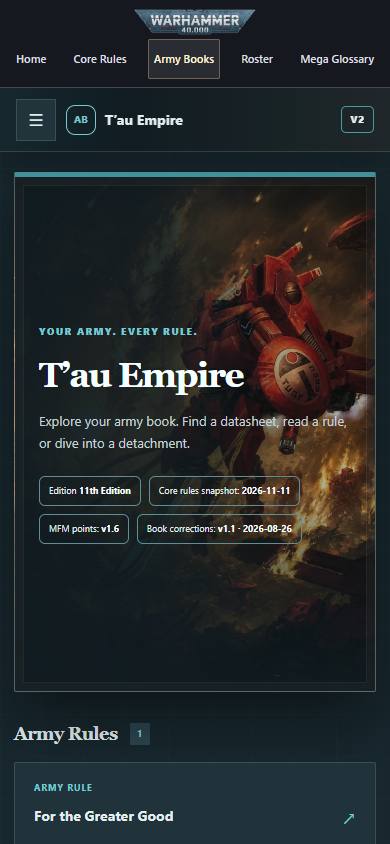 WARHAMMER
40,000
Home Core Rules Army Books Roster Mega Glossary
☰ AB T'au Empire V2
YOUR ARMY. EVERY RULE.
T'au Empire
Explore your army book. Find a datasheet, read a rule,
or dive into a detachment.
Edition 11th Edition Core rules snapshot: 2026-11-11
MFM points: v1.6 Book corrections: v1.1 · 2026-08-26
Army Rules 1
ARMY RULE
For the Greater Good ↗